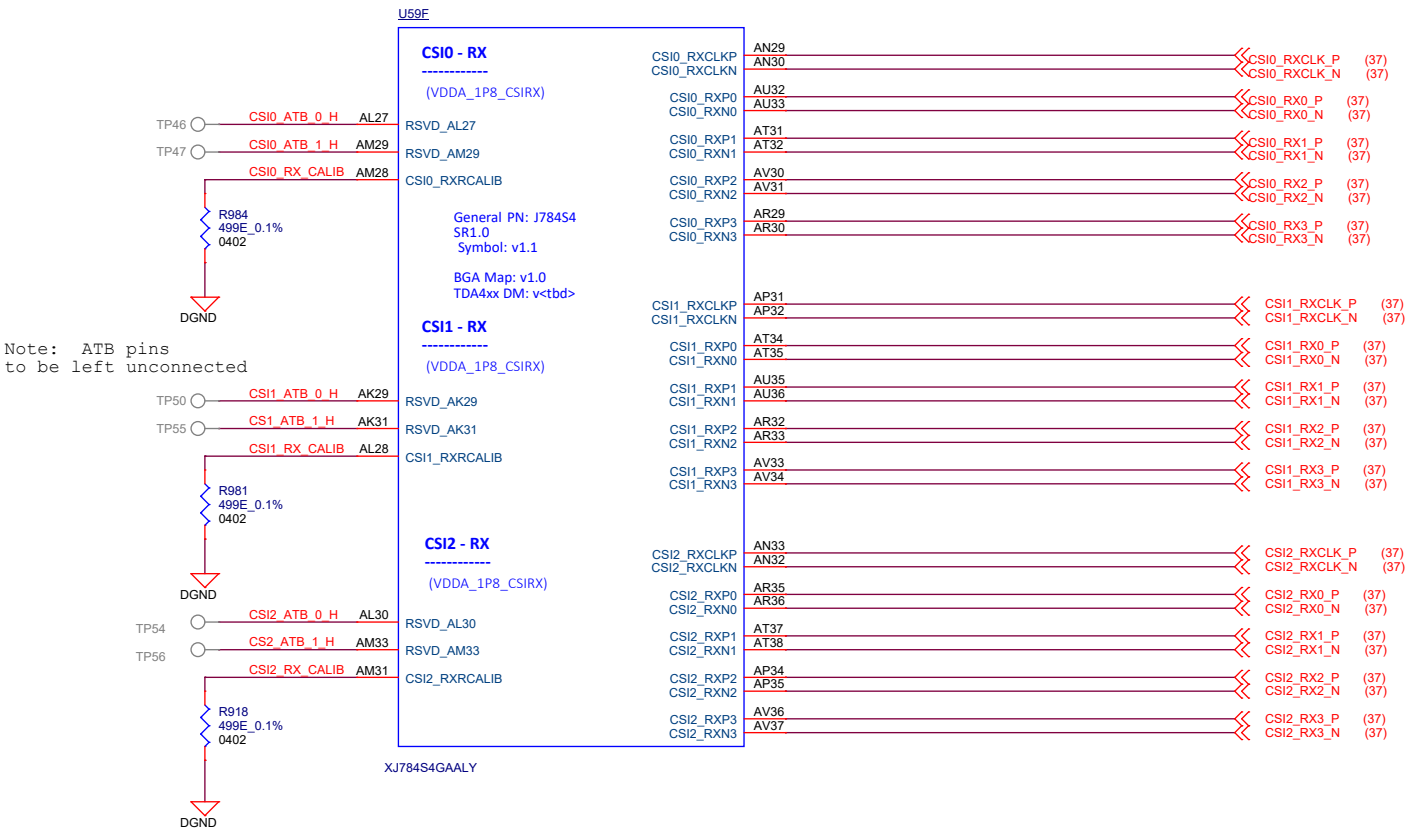 U59F
CSI0 - RX
------------
(VDDA_1P8_CSIRX)
TP46 CSI0_ATB_0_H AL27 RSVD_AL27
TP47 CSI0_ATB_1_H AM29 RSVD_AM29
CSI0_RX_CALIB AM28 CSI0_RXRCALIB
R984
499E_0.1%
0402
DGND
General PN: J784S4
SR1.0
Symbol: v1.1
BGA Map: v1.0
TDA4xx DM: v<tbd>
CSI0_RXCLKP AN29 CSI0_RXCLK_P (37)
CSI0_RXCLKN AN30 CSI0_RXCLK_N (37)
CSI0_RXP0 AU32 CSI0_RX0_P (37)
CSI0_RXN0 AU33 CSI0_RX0_N (37)
CSI0_RXP1 AT31 CSI0_RX1_P (37)
CSI0_RXN1 AT32 CSI0_RX1_N (37)
CSI0_RXP2 AV30 CSI0_RX2_P (37)
CSI0_RXN2 AV31 CSI0_RX2_N (37)
CSI0_RXP3 AR29 CSI0_RX3_P (37)
CSI0_RXN3 AR30 CSI0_RX3_N (37)
Note: ATB pins
to be left unconnected
CSI1 - RX
------------
(VDDA_1P8_CSIRX)
TP50 CSI1_ATB_0_H AK29 RSVD_AK29
TP55 CS1_ATB_1_H AK31 RSVD_AK31
CSI1_RX_CALIB AL28 CSI1_RXRCALIB
R981
499E_0.1%
0402
DGND
CSI1_RXCLKP AP31 CSI1_RXCLK_P (37)
CSI1_RXCLKN AP32 CSI1_RXCLK_N (37)
CSI1_RXP0 AT34 CSI1_RX0_P (37)
CSI1_RXN0 AT35 CSI1_RX0_N (37)
CSI1_RXP1 AU35 CSI1_RX1_P (37)
CSI1_RXN1 AU36 CSI1_RX1_N (37)
CSI1_RXP2 AR32 CSI1_RX2_P (37)
CSI1_RXN2 AR33 CSI1_RX2_N (37)
CSI1_RXP3 AV33 CSI1_RX3_P (37)
CSI1_RXN3 AV34 CSI1_RX3_N (37)
CSI2 - RX
------------
(VDDA_1P8_CSIRX)
TP54 CSI2_ATB_0_H AL30 RSVD_AL30
TP56 CS2_ATB_1_H AM33 RSVD_AM33
CSI2_RX_CALIB AM31 CSI2_RXRCALIB
R918
499E_0.1%
0402
DGND
CSI2_RXCLKP AN33 CSI2_RXCLK_P (37)
CSI2_RXCLKN AN32 CSI2_RXCLK_N (37)
CSI2_RXP0 AR35 CSI2_RX0_P (37)
CSI2_RXN0 AR36 CSI2_RX0_N (37)
CSI2_RXP1 AT37 CSI2_RX1_P (37)
CSI2_RXN1 AT38 CSI2_RX1_N (37)
CSI2_RXP2 AP34 CSI2_RX2_P (37)
CSI2_RXN2 AP35 CSI2_RX2_N (37)
CSI2_RXP3 AV36 CSI2_RX3_P (37)
CSI2_RXN3 AV37 CSI2_RX3_N (37)
XJ784S4GAALY